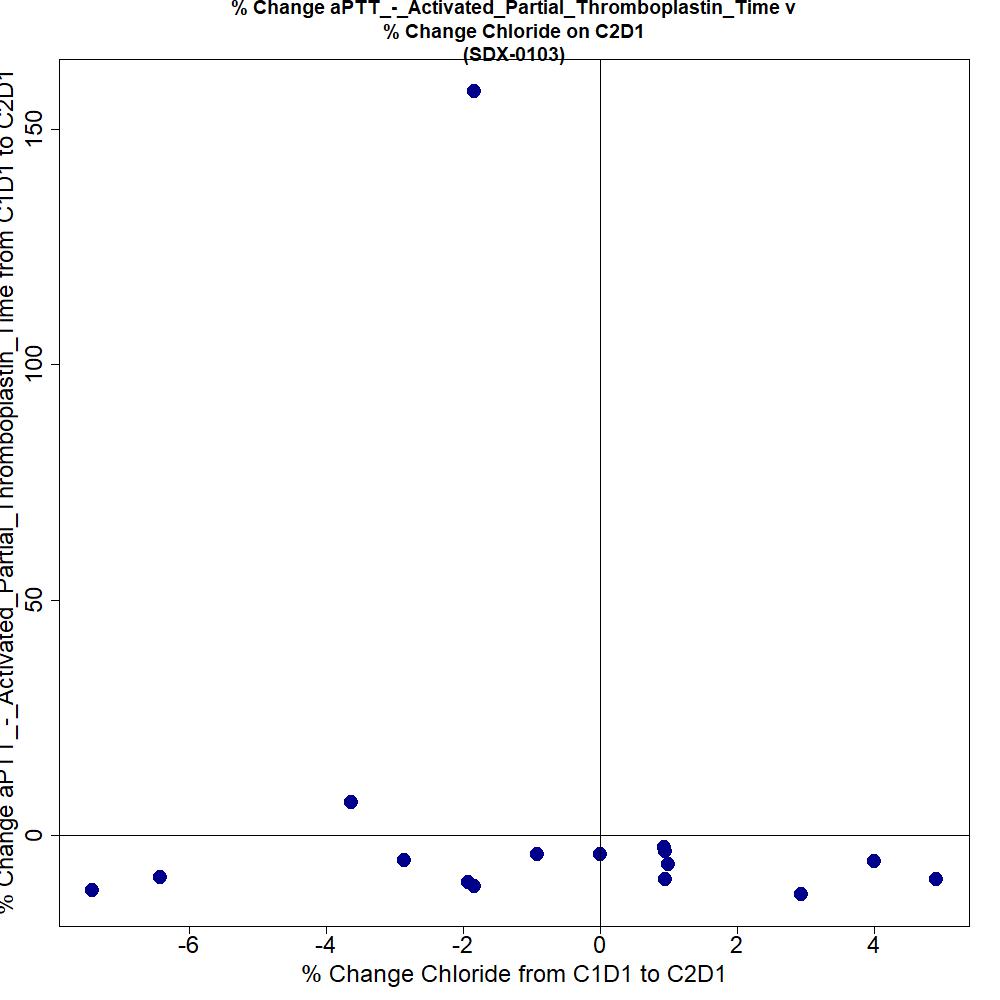 % Change aPTT_-_Activated_Partial_Thromboplastin_Time v
% Change Chloride on C2D1
(SDX-0103)
% Change aPTT_-_Activated_Partial_Thromboplastin_Time from C1D1 to C2D1
150
100
50
0
-6 -4 -2 0 2 4
% Change Chloride from C1D1 to C2D1